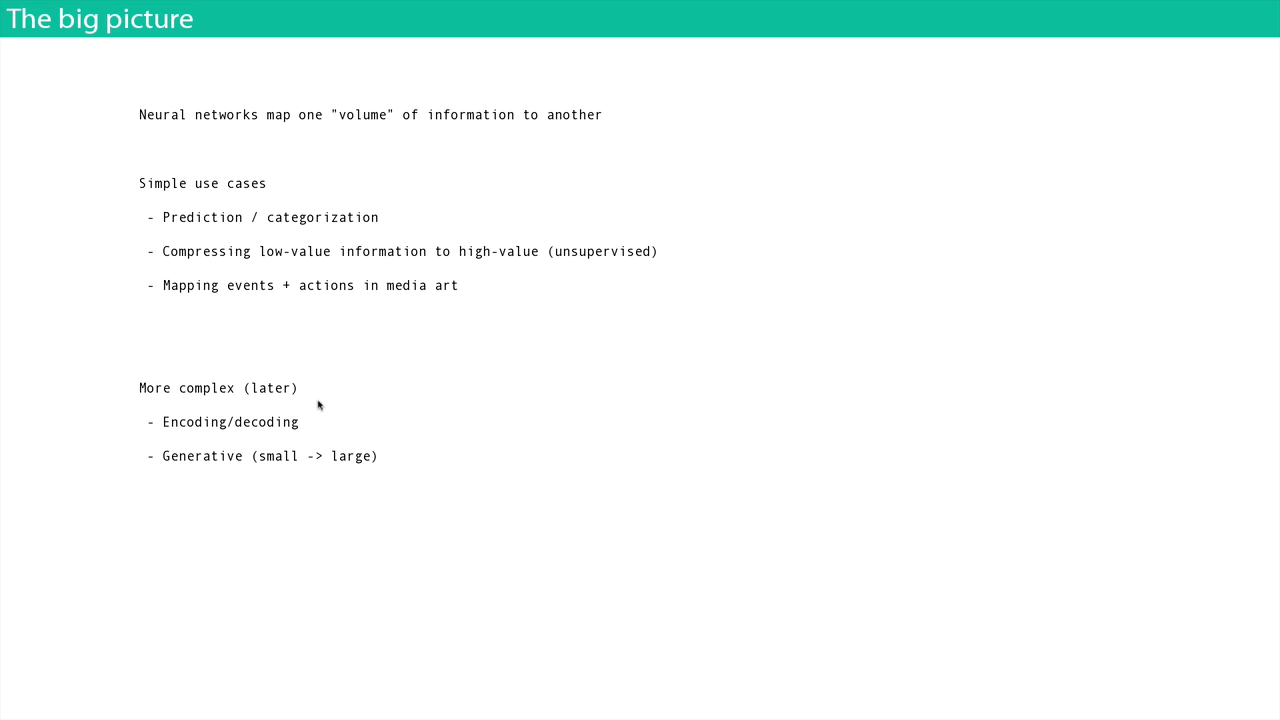 The big picture
Neural networks map one "volume" of information to another
Simple use cases
- Prediction / categorization
- Compressing low-value information to high-value (unsupervised)
- Mapping events + actions in media art
More complex (later)
- Encoding/decoding
- Generative (small -> large)